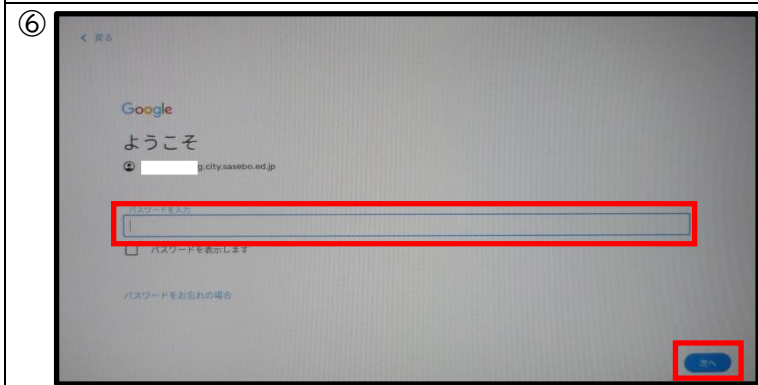 ⑥
戻る
Google
ようこそ
g.city.sasebo.ed.jp
パスワードを入力
パスワードを表示します
パスワードをお忘れの場合
次へ